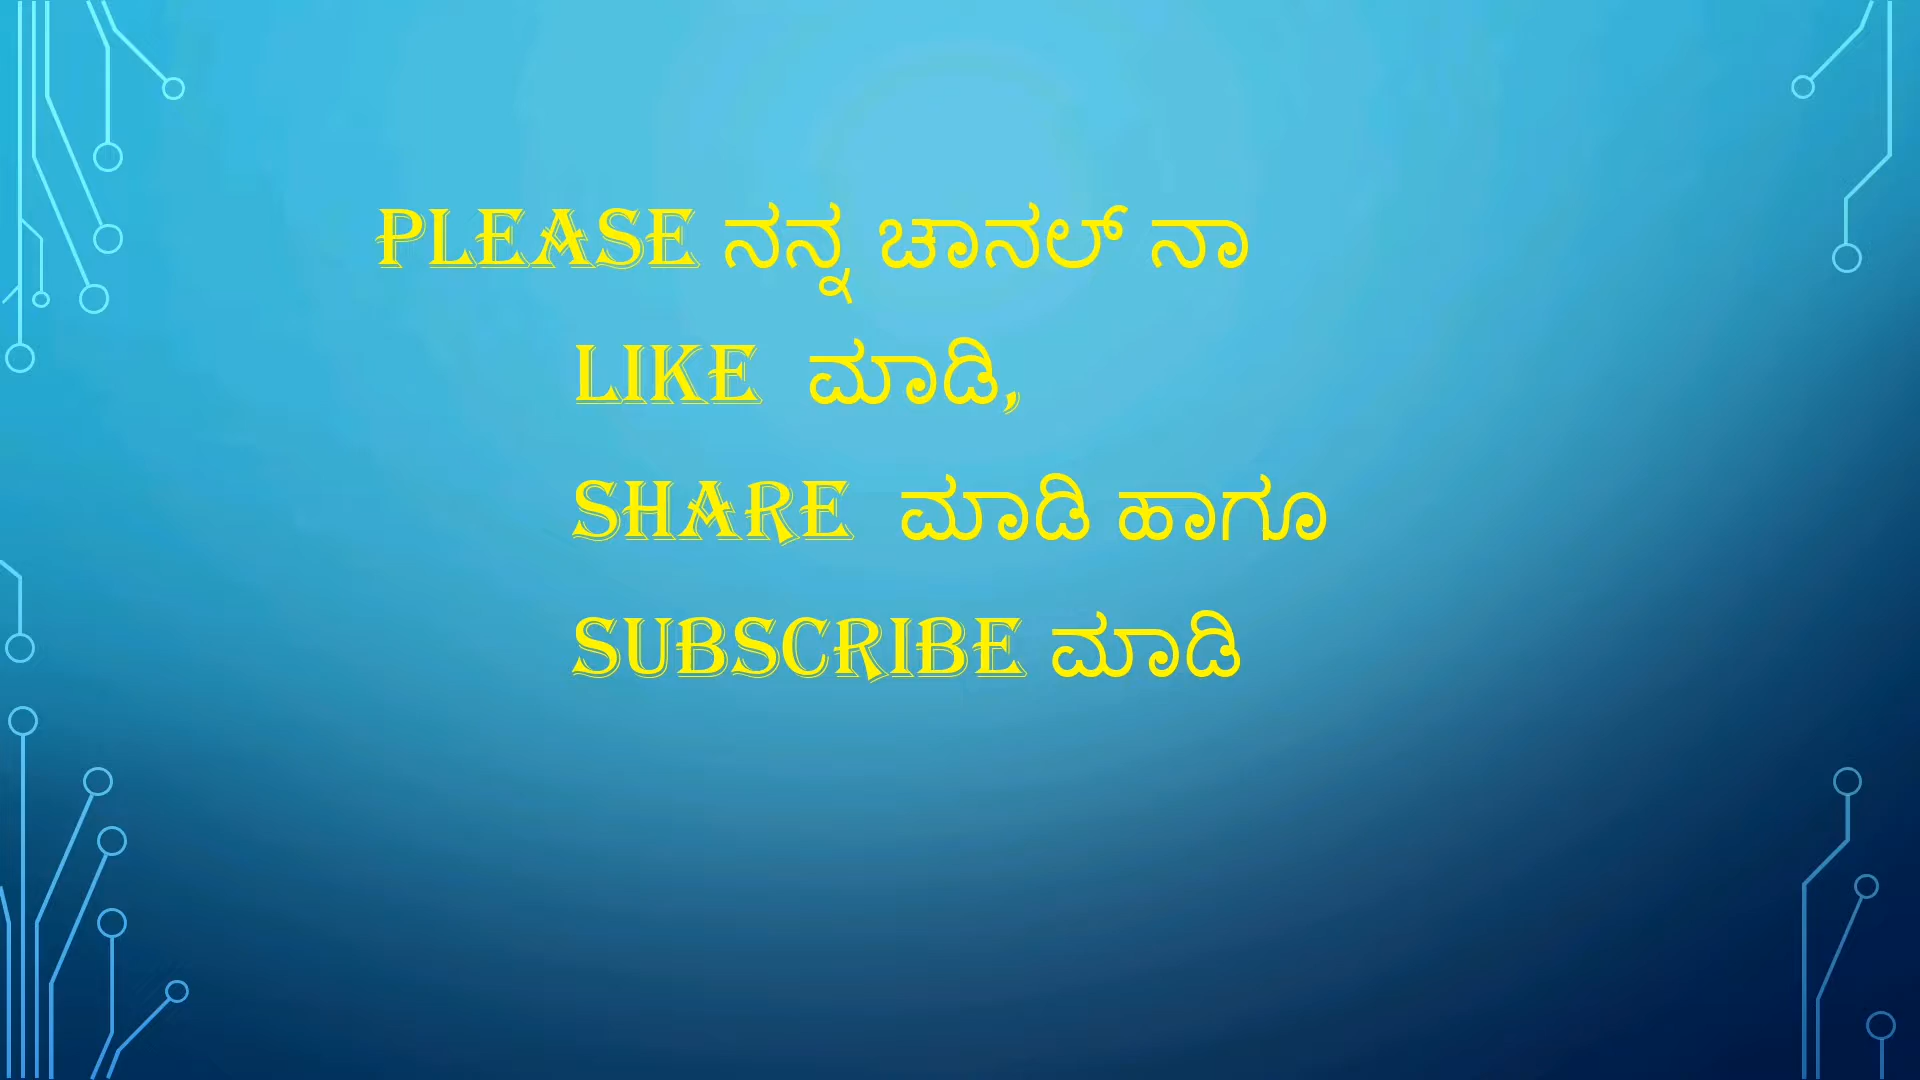 PLEASE ನನ್ನ ಚಾನಲ್ ನಾ
LIKE ಮಾಡಿ,
SHARE ಮಾಡಿ ಹಾಗೂ
SUBSCRIBE ಮಾಡಿ